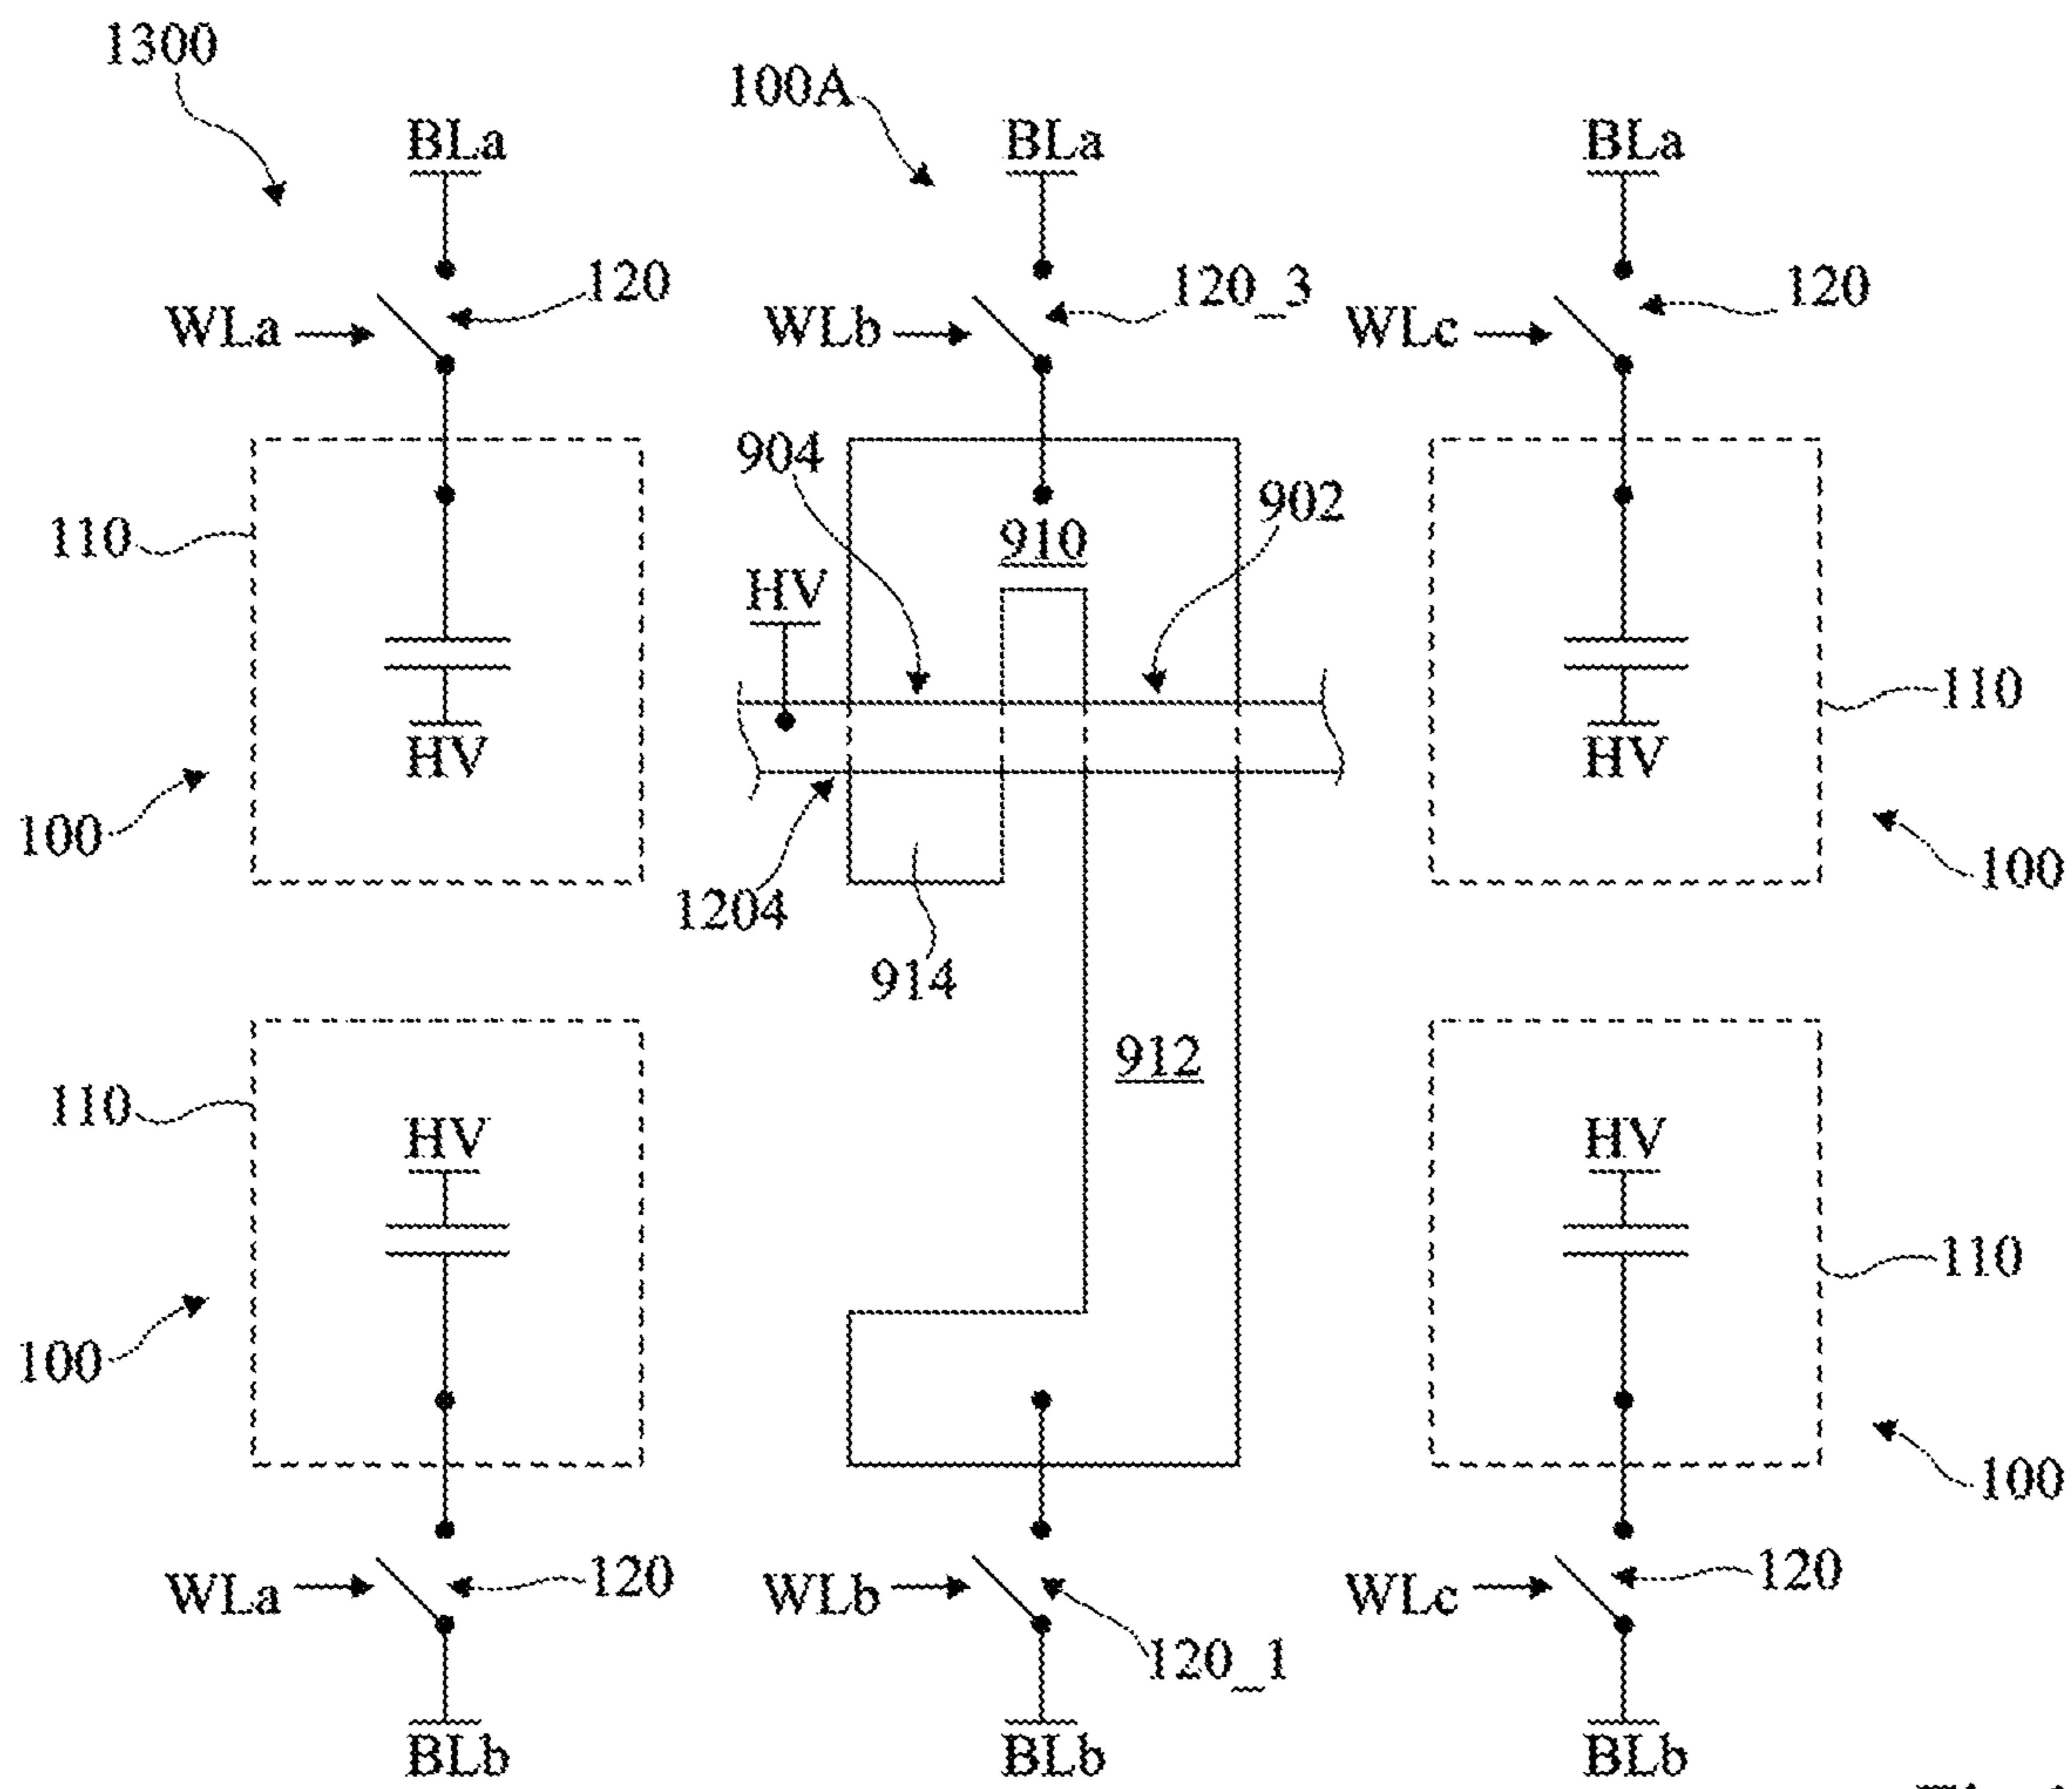 1300
100A
BLa BLa BLa
120 120_3 120
WLa WLb WLc
904 902
110 910
HV
110
HV HV
100 100
1204
914
912
110 HV HV
110
100 100
WLa 120 WLb WLc 120
120_1
BLb BLb BLb